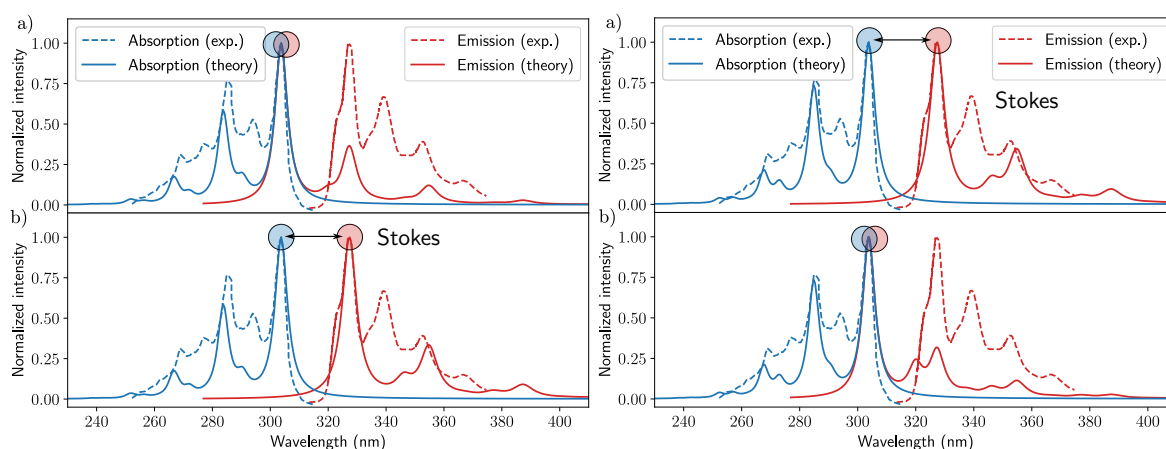 a)
Absorption (exp.)
Absorption (theory)
Emission (exp.)
Emission (theory)
1.00
0.75
0.50
0.25
0.00
Normalized intensity
b)
Stokes
1.00
0.75
0.50
0.25
0.00
Normalized intensity
240 260 280 300 320 340 360 380 400
Wavelength (nm)
a)
Absorption (exp.)
Absorption (theory)
Emission (exp.)
Emission (theory)
Stokes
1.00
0.75
0.50
0.25
0.00
Normalized intensity
b)
1.00
0.75
0.50
0.25
0.00
Normalized intensity
240 260 280 300 320 340 360 380 400
Wavelength (nm)